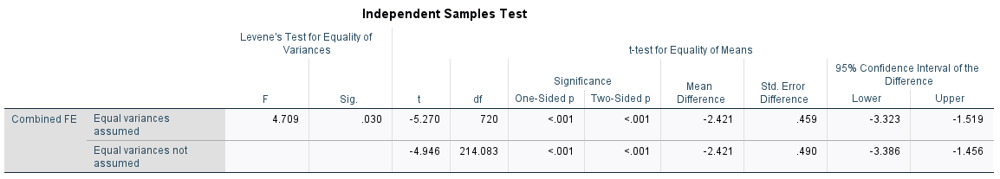 Independent Samples Test
Levene's Test for Equality of
Variances
t-test for Equality of Means
F
Sig.
t
df
Significance
One-Sided p
Two-Sided p
Mean
Difference
Std. Error
Difference
95% Confidence Interval of the
Difference
Lower
Upper
Combined FE
Equal variances
assumed
4.709 .030 -5.270 720 <.001 <.001 -2.421 .459 -3.323 -1.519
Equal variances not
assumed
-4.946 214.083 <.001 <.001 -2.421 .490 -3.386 -1.456